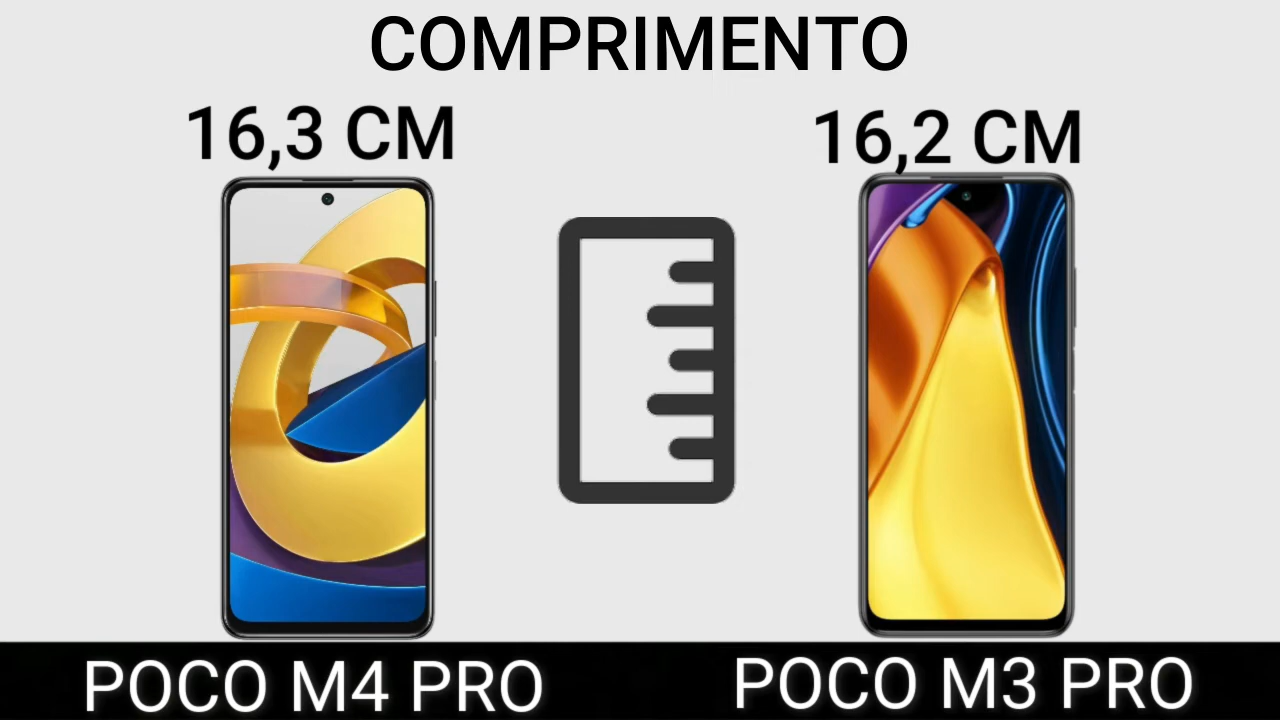 COMPRIMENTO
16,3 CM
16,2 CM
POCO M4 PRO
POCO M3 PRO